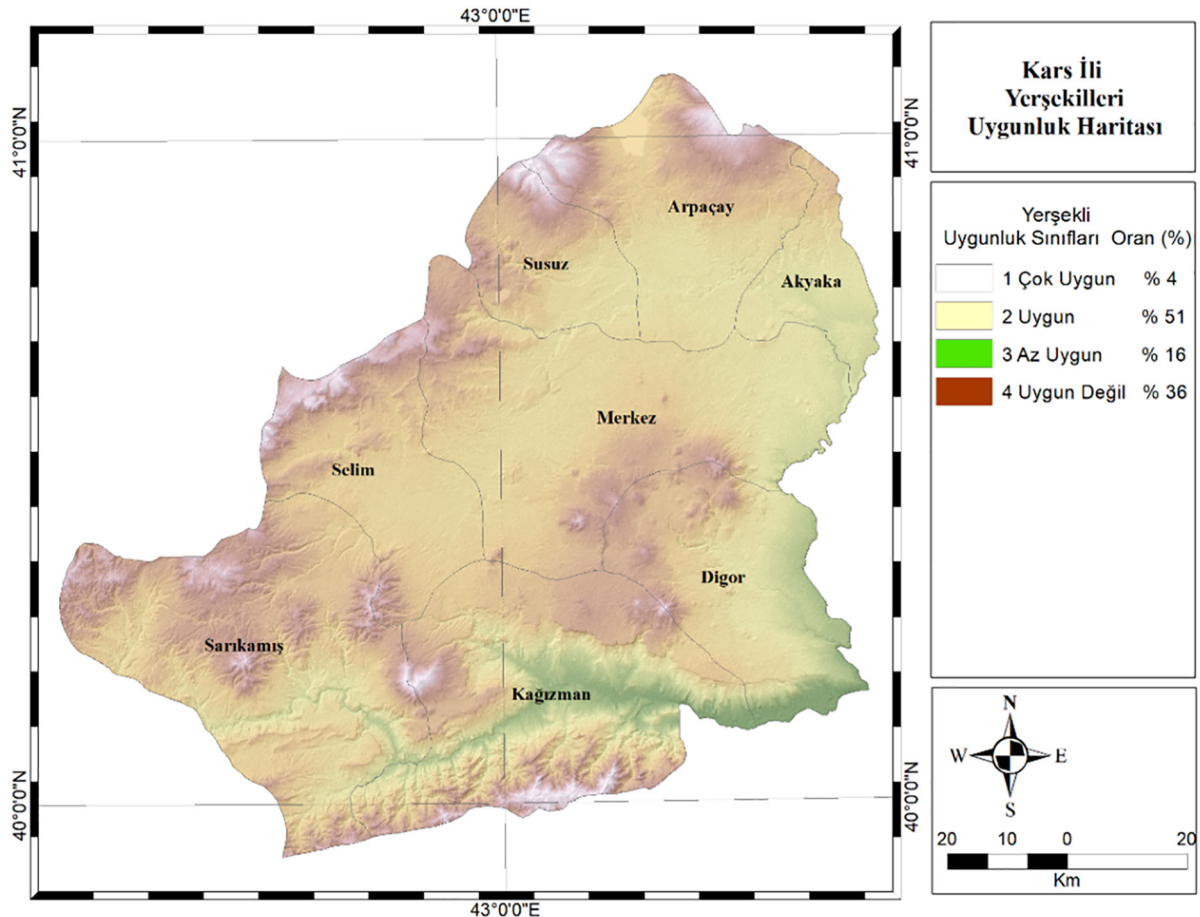 43°0'0"E
Kars İli
Yerşekilleri
Uygunluk Haritası
41°0'0"N
41°0'0"N
Yerşekli
Uygunluk Sınıfları Oran (%)
1 Çok Uygun % 4
2 Uygun % 51
3 Az Uygun % 16
4 Uygun Değil % 36
Arpaçay
Susuz
Akyaka
Merkez
Selim
Digor
Sarıkamış
Kağızman
N
W E
S
40°0'0"N
40°0'0"N
20 10 0 20
Km
43°0'0"E